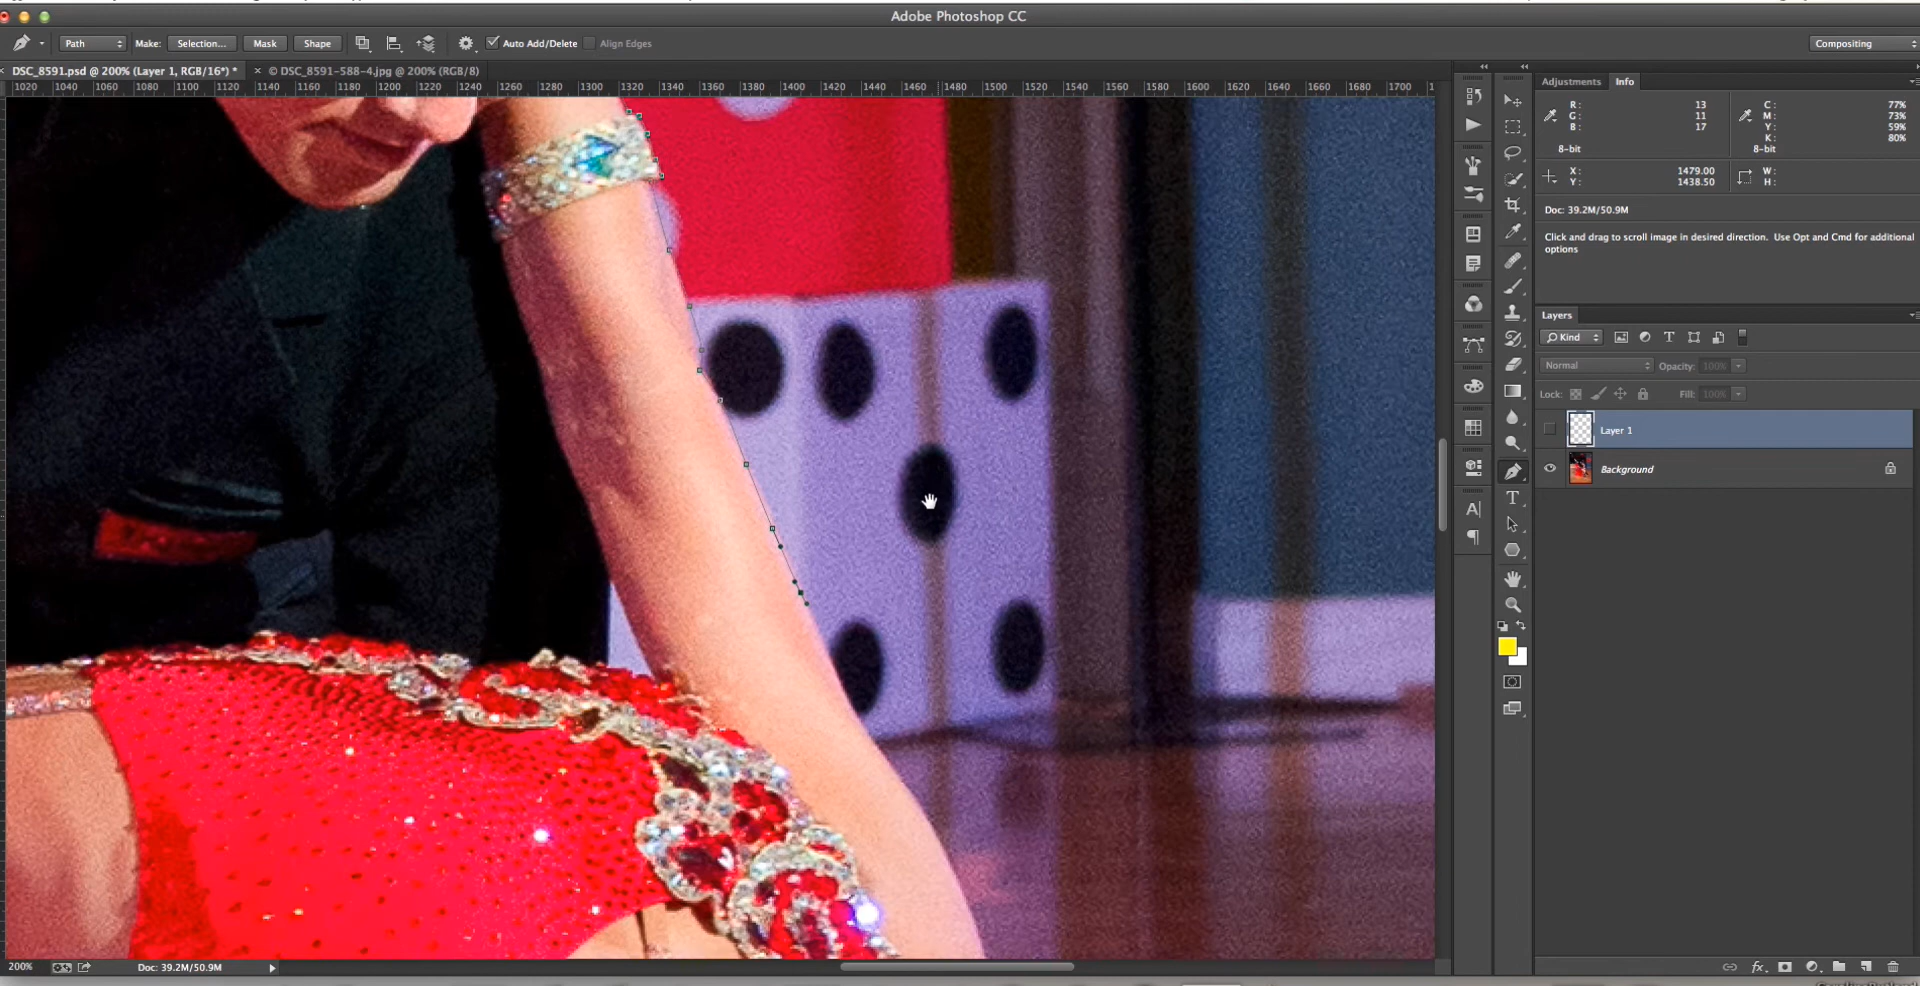 Adobe Photoshop CC
Path Make: Selection... Mask Shape Auto Add/Delete Align Edges Compositing
DSC_8591.psd @ 200% (Layer 1, RGB/16*) * × © DSC_8591-588-4.jpg @ 200% (RGB/8)
1020 1040 1060 1080 1100 1120 1140 1160 1180 1200 1220 1240 1260 1280 1300 1320 1340 1360 1380 1400 1420 1440 1460 1480 1500 1520 1540 1560 1580 1600 1620 1640 1660 1680 1700
Adjustments Info
R: 13 C: 77%
G: 11 M: 73%
B: 17 Y: 59%
K: 80%
8-bit 8-bit
X: 1479.00 W:
Y: 1438.50 H:
Doc: 39.2M/50.9M
Click and drag to scroll image in desired direction. Use Opt and Cmd for additional
options
Layers
Kind
Normal Opacity: 100%
Lock: Fill: 100%
Layer 1
Background
200% Doc: 39.2M/50.9M